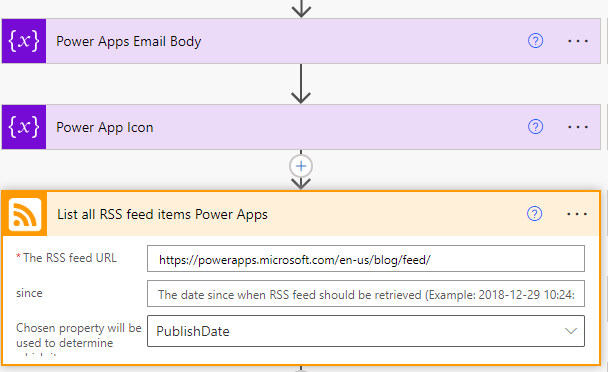 {x}
Power Apps Email Body
?
...
{x}
Power App Icon
?
...
+
List all RSS feed items Power Apps
?
...
* The RSS feed URL
https://powerapps.microsoft.com/en-us/blog/feed/
since
The date since when RSS feed should be retrieved (Example: 2018-12-29 10:24:
Chosen property will be
used to determine
PublishDate